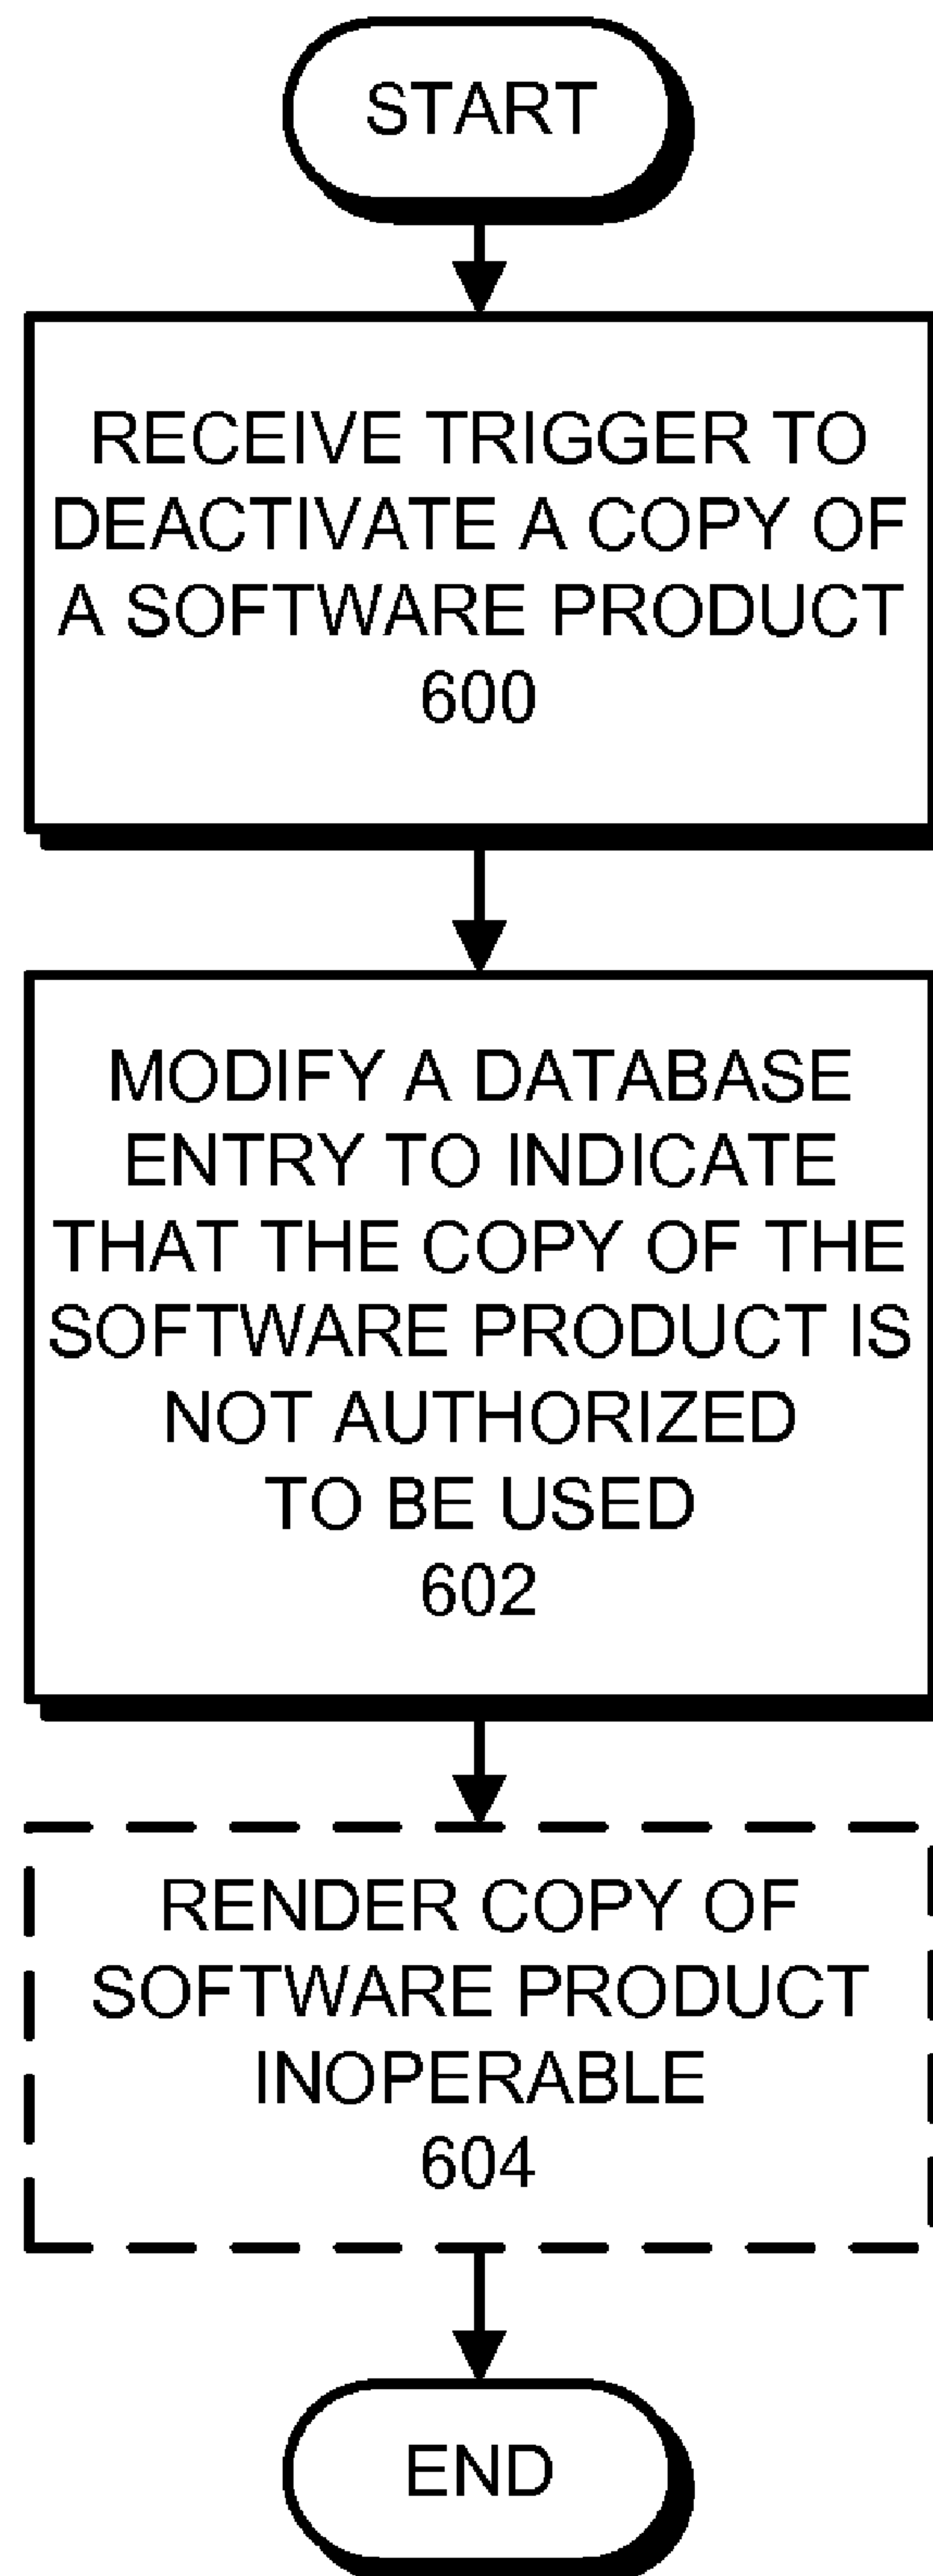 START
RECEIVE TRIGGER TO
DEACTIVATE A COPY OF
A SOFTWARE PRODUCT
600
MODIFY A DATABASE
ENTRY TO INDICATE
THAT THE COPY OF THE
SOFTWARE PRODUCT IS
NOT AUTHORIZED
TO BE USED
602
RENDER COPY OF
SOFTWARE PRODUCT
INOPERABLE
604
END